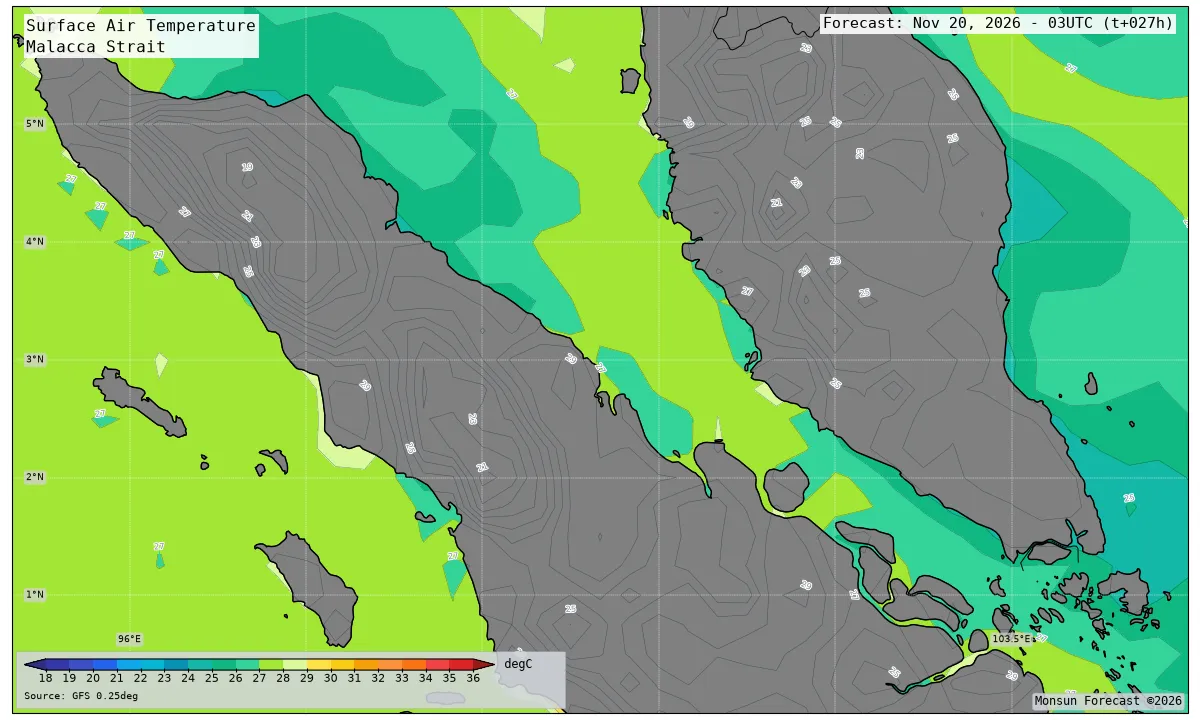 Surface Air Temperature
Malacca Strait
Forecast: Nov 20, 2026 - 03UTC (t+027h)
5°N
4°N
3°N
2°N
1°N
96°E
103.5°E
18 19 20 21 22 23 24 25 26 27 28 29 30 31 32 33 34 35 36
degC
Source: GFS 0.25deg
Monsun Forecast ©2026